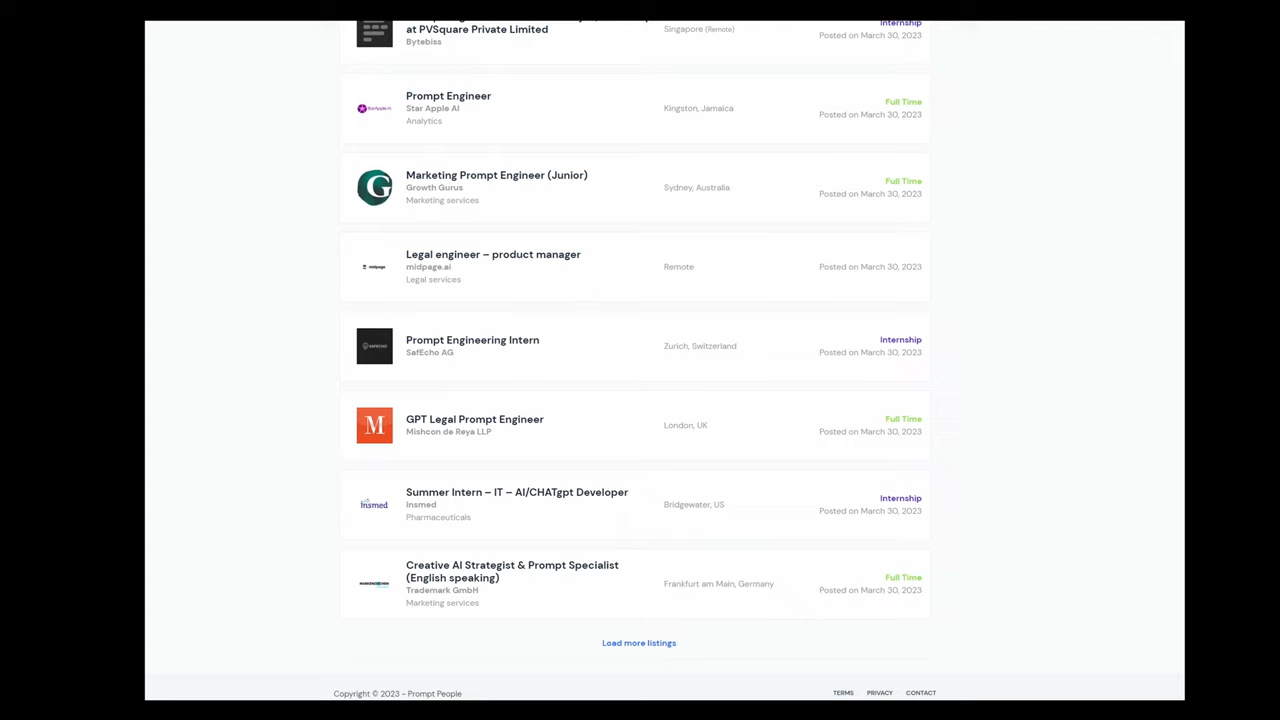 at PVSquare Private Limited
Bytebiss
Singapore (Remote)
Internship
Posted on March 30, 2023
StarApple.AI
Prompt Engineer
Star Apple AI
Analytics
Kingston, Jamaica
Full Time
Posted on March 30, 2023
G
Marketing Prompt Engineer (Junior)
Growth Gurus
Marketing services
Sydney, Australia
Full Time
Posted on March 30, 2023
midpage
Legal engineer – product manager
midpage.ai
Legal services
Remote
Posted on March 30, 2023
SAFECHO
Prompt Engineering Intern
SafEcho AG
Zurich, Switzerland
Internship
Posted on March 30, 2023
M
GPT Legal Prompt Engineer
Mishcon de Reya LLP
London, UK
Full Time
Posted on March 30, 2023
insmed
Summer Intern – IT – AI/CHATgpt Developer
Insmed
Pharmaceuticals
Bridgewater, US
Internship
Posted on March 30, 2023
Creative AI Strategist & Prompt Specialist
(English speaking)
Trademark GmbH
Marketing services
Frankfurt am Main, Germany
Full Time
Posted on March 30, 2023
Load more listings
Copyright © 2023 - Prompt People
TERMS
PRIVACY
CONTACT